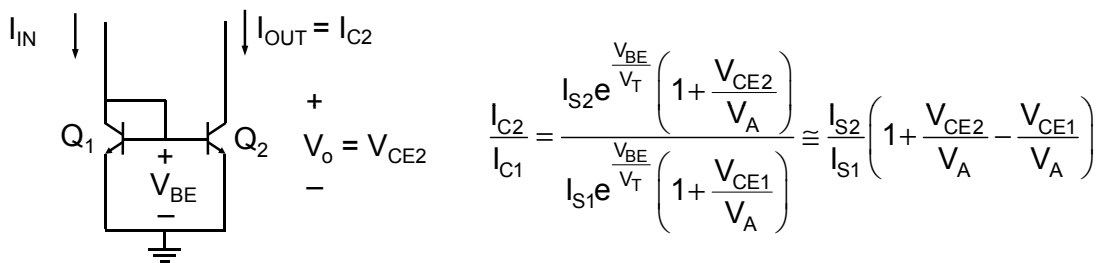 I_IN
I_OUT = I_C2
Q_1
Q_2
+
V_BE
−
+
V_o = V_CE2
−
I_C2/I_C1 = I_S2 e^(V_BE/V_T) (1+V_CE2/V_A) / I_S1 e^(V_BE/V_T) (1+V_CE1/V_A) ≅ I_S2/I_S1 (1+V_CE2/V_A − V_CE1/V_A)